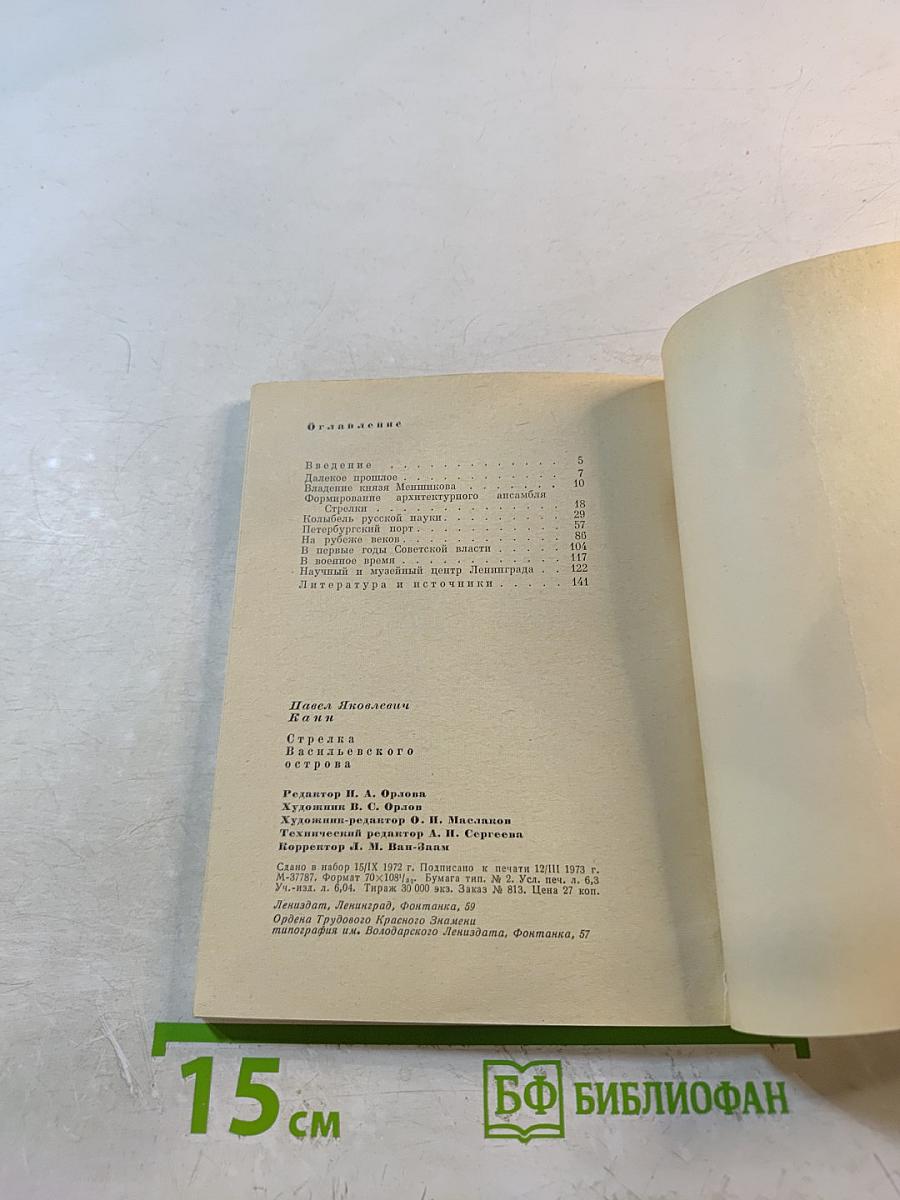 Оглавление
Введение . . . . . . . . . . . . . 5
Далекое прошлое . . . . . . . . . . . . 7
Владение князя Меншикова . . . . . . . 10
Формирование архитектурного ансамбля
Стрелки . . . . . . . . . . . . . . 18
Колыбель русской науки . . . . . . . . . 29
Петербургский порт . . . . . . . . . . . 57
На рубеже веков . . . . . . . . . . . . 86
В первые годы Советской власти . . . . . 104
В военное время . . . . . . . . . . . . 117
Научный и музейный центр Ленинграда . . 122
Литература и источники . . . . . 141
Павел Яковлевич
Канн
Стрелка
Васильевского
острова
Редактор И. А. Орлова
Художник В. С. Орлов
Художник-редактор О. И. Маслаков
Технический редактор А. И. Сергеева
Корректор Л. М. Ван-Заам
Сдано в набор 15/IX 1972 г. Подписано к печати 12/III 1973 г.
М-37787. Формат 70×108¹/₃₂. Бумага тип. № 2. Усл. печ. л. 6,3
Уч.-изд. л. 6,04. Тираж 30 000 экз. Заказ № 813. Цена 27 коп.
Лениздат, Ленинград, Фонтанка, 59
Ордена Трудового Красного Знамени
типография им. Володарского Лениздата, Фонтанка, 57
15 см
БФ БИБЛИОФАН